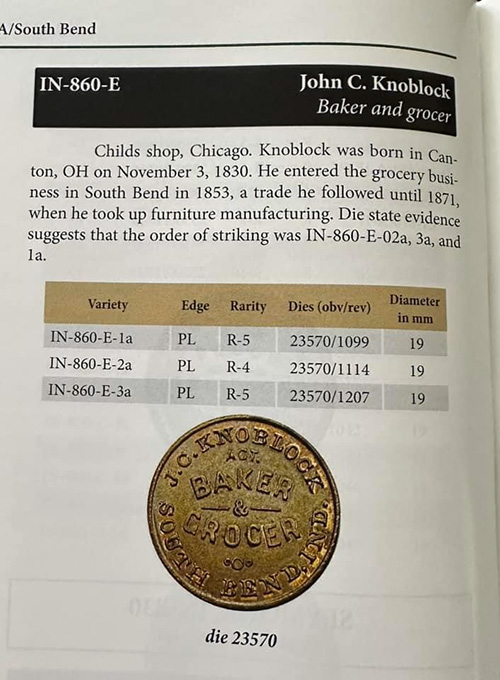 A/South Bend
IN-860-E John C. Knoblock
Baker and grocer
Childs shop, Chicago. Knoblock was born in Can-
ton, OH on November 3, 1830. He entered the grocery busi-
ness in South Bend in 1853, a trade he followed until 1871,
when he took up furniture manufacturing. Die state evidence
suggests that the order of striking was IN-860-E-02a, 3a, and
1a.
Variety Edge Rarity Dies (obv/rev) Diameter in mm
IN-860-E-1a PL R-5 23570/1099 19
IN-860-E-2a PL R-4 23570/1114 19
IN-860-E-3a PL R-5 23570/1207 19
J.C. KNOBLOCK
AGT.
BAKER
&
GROCER
SOUTH BEND, IND.
die 23570